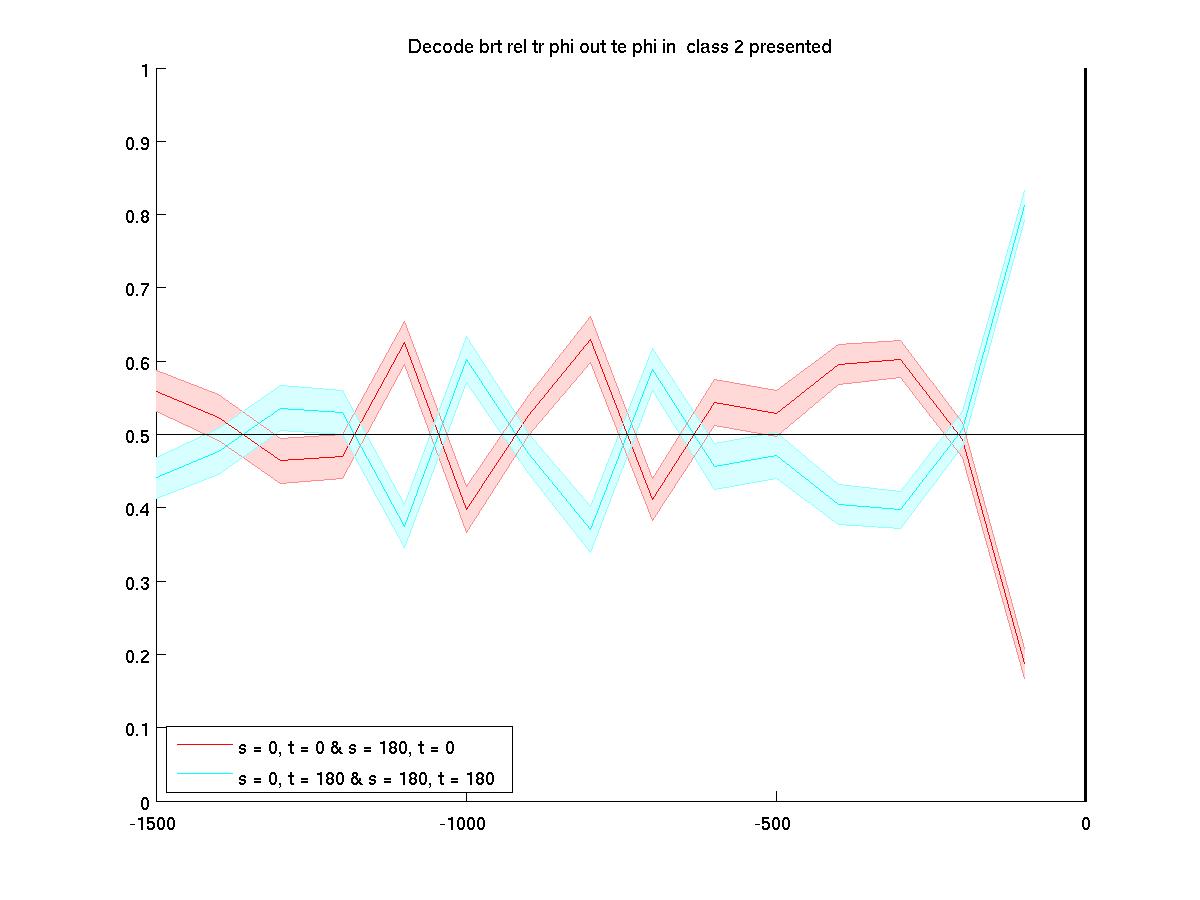 Decode brt rel tr phi out te phi in  class 2 presented
1
0.9
0.8
0.7
0.6
0.5
0.4
0.3
0.2
0.1
0
s = 0, t = 0 & s = 180, t = 0
s = 0, t = 180 & s = 180, t = 180
-1500 -1000 -500 0